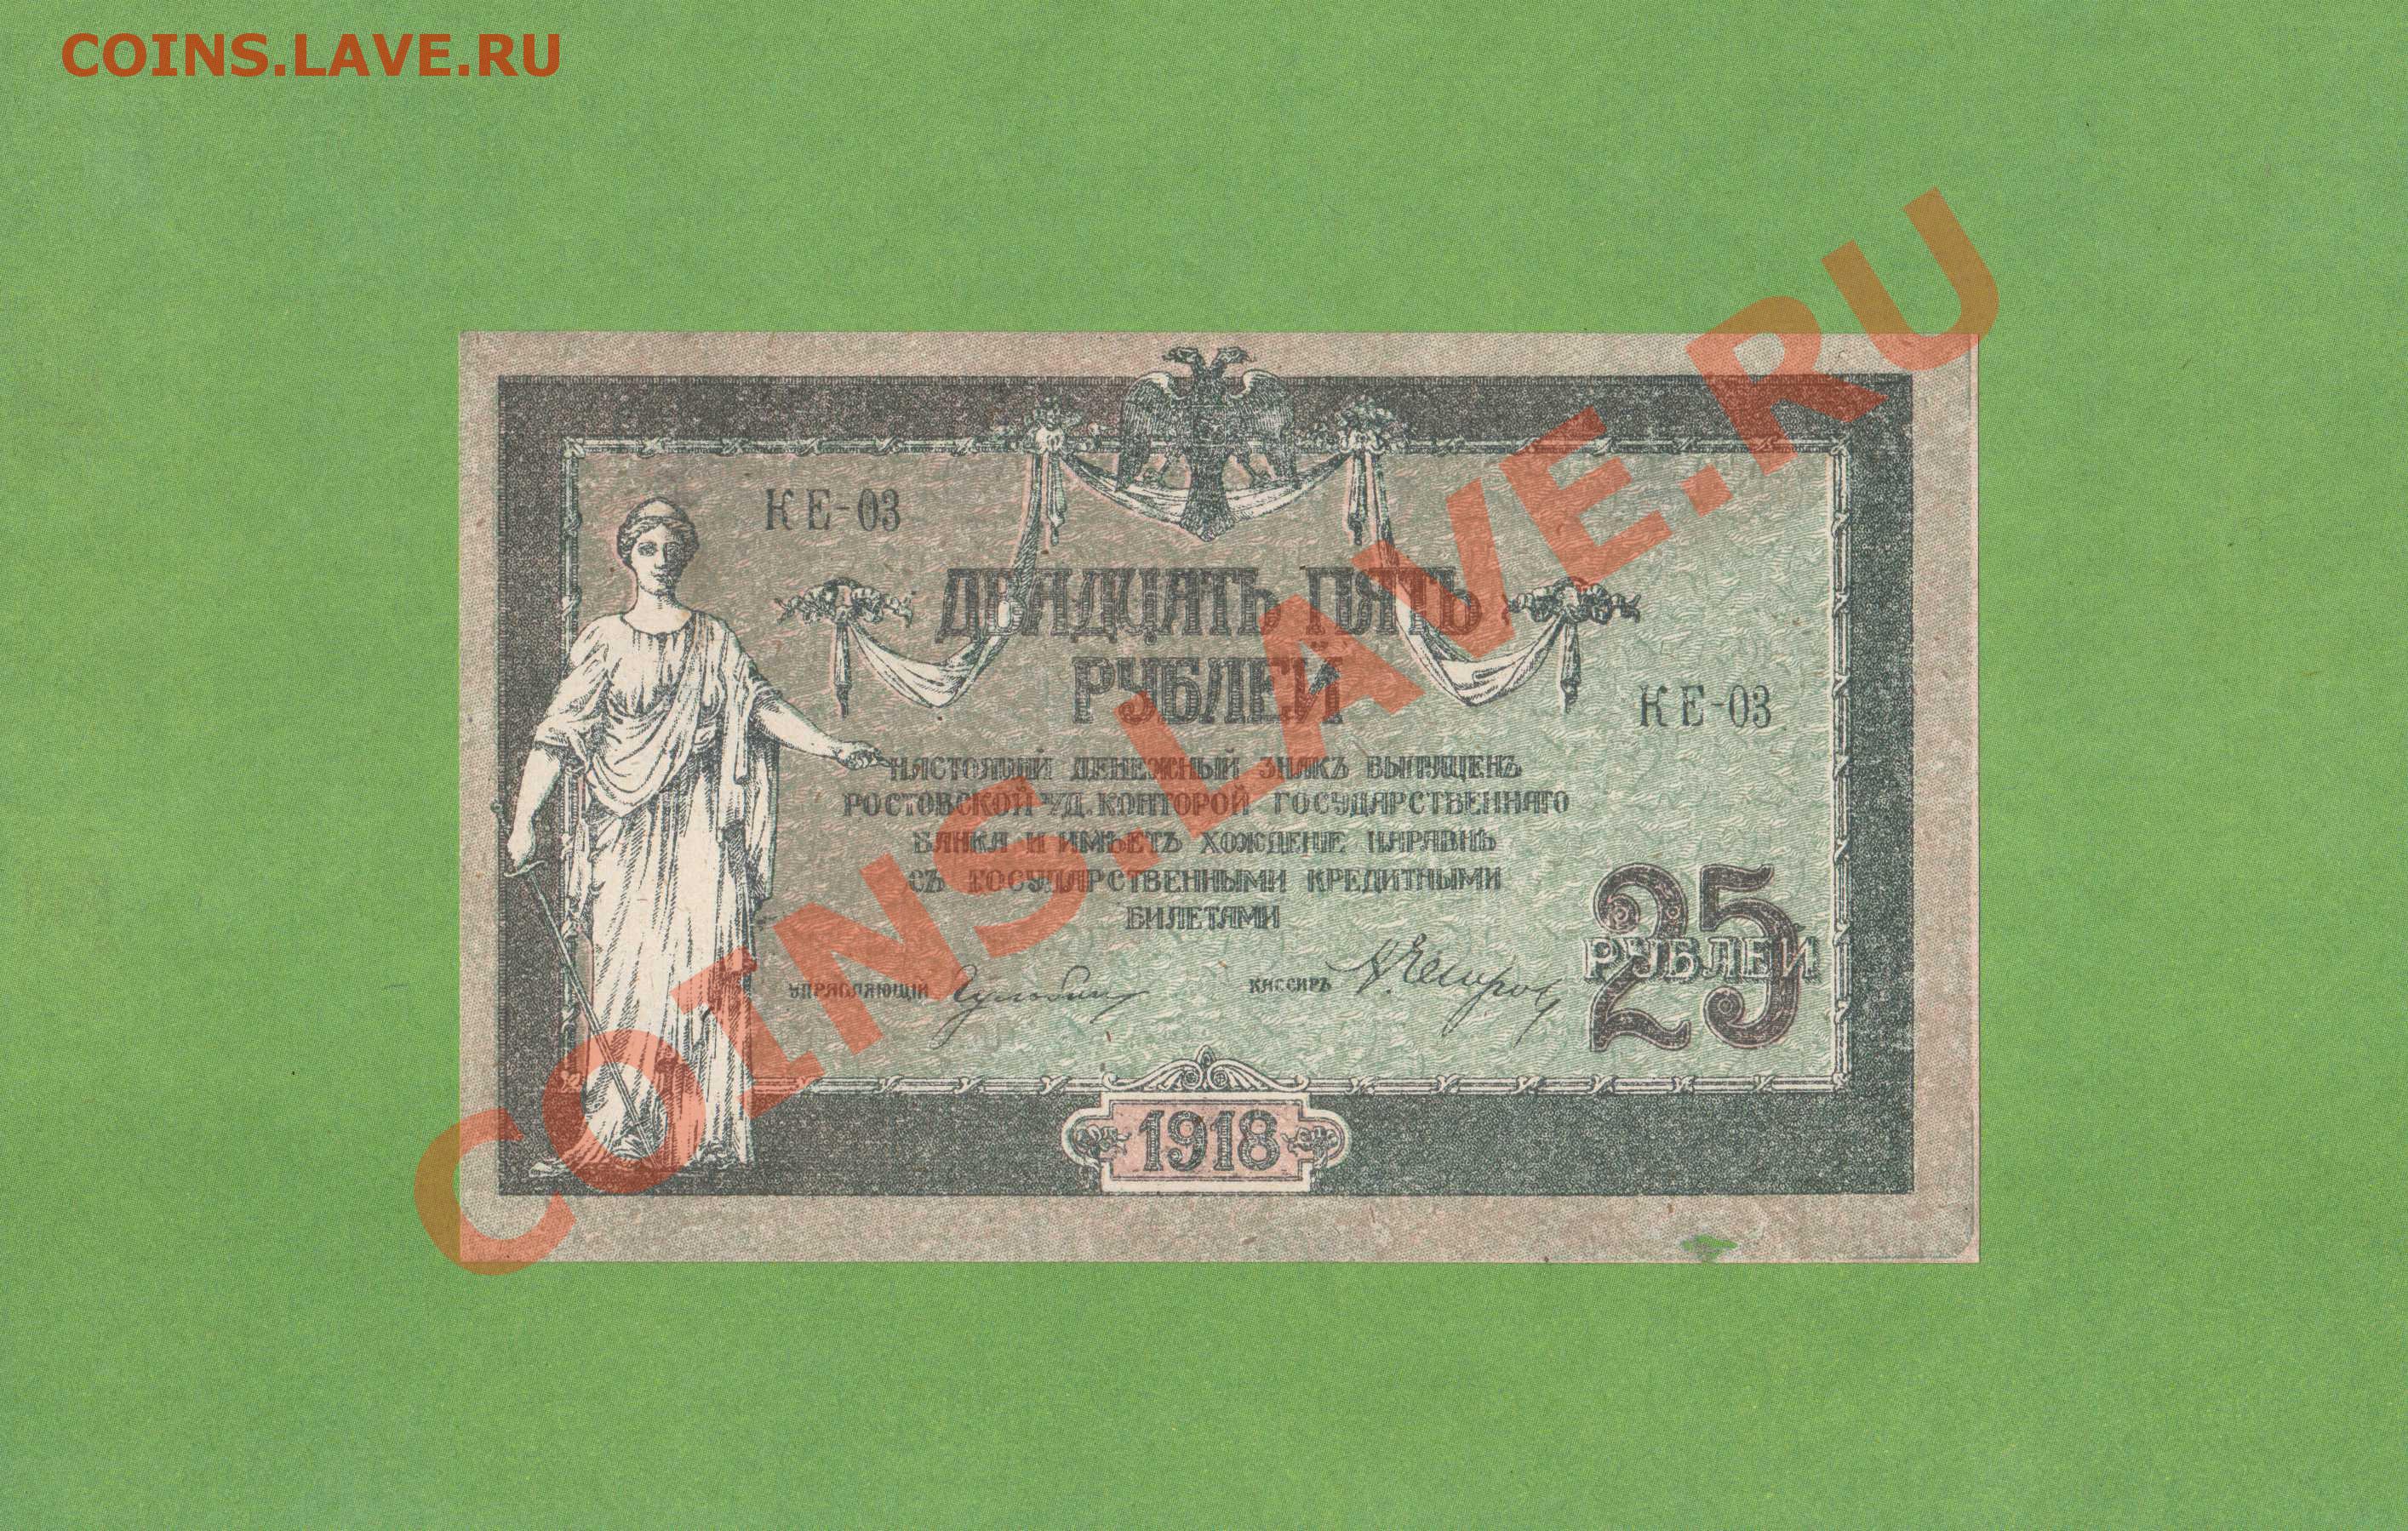 COINS.LAVE.RU
КЕ-03
ДВАДЦАТЬ ПЯТЬ
РУБЛЕЙ
КЕ-03
НАСТОЯЩІЙ ДЕНЕЖНЫЙ ЗНАКЪ ВЫПУЩЕНЪ
РОСТОВСКОЙ УД. КОНТОРОЙ ГОСУДАРСТВЕННАГО
БАНКА И ИМѢЕТЪ ХОЖДЕНІЕ НАРАВНѢ
СЪ ГОСУДАРСТВЕННЫМИ КРЕДИТНЫМИ
БИЛЕТАМИ
УПРАВЛЯЮЩІЙ КАССИРЪ
25
РУБЛЕЙ
1918
COINS.LAVE.RU